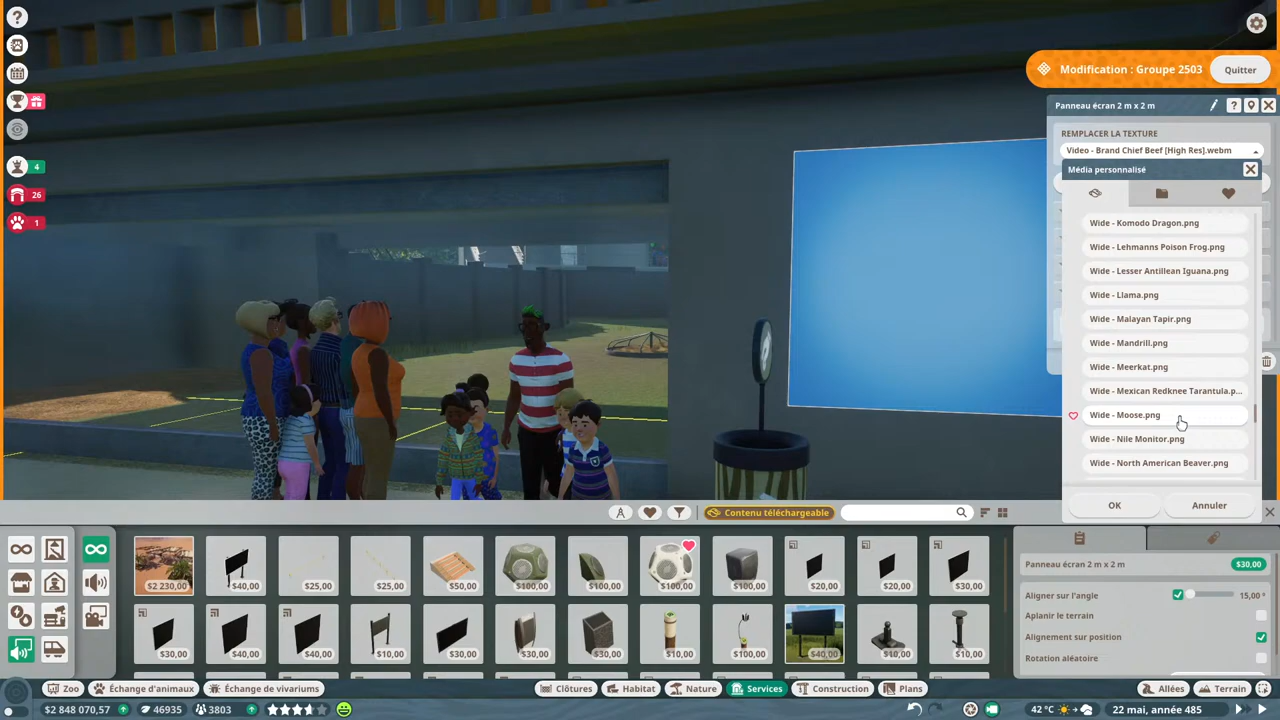 ?
Modification : Groupe 2503
Quitter
Panneau écran 2 m x 2 m
?
REMPLACER LA TEXTURE
Video - Brand Chief Beef [High Res].webm
Média personnalisé
4
26
1
Wide - Komodo Dragon.png
Wide - Lehmanns Poison Frog.png
Wide - Lesser Antillean Iguana.png
Wide - Llama.png
Wide - Malayan Tapir.png
Wide - Mandrill.png
Wide - Meerkat.png
Wide - Mexican Redknee Tarantula.p...
Wide - Moose.png
Wide - Nile Monitor.png
Wide - North American Beaver.png
OK
Annuler
Contenu téléchargeable
$2 230,00
$40,00
$25,00
$25,00
$50,00
$100,00
$100,00
$100,00
$100,00
$20,00
$20,00
$30,00
$30,00
$40,00
$40,00
$10,00
$30,00
$30,00
$30,00
$10,00
$100,00
$40,00
$10,00
$10,00
Panneau écran 2 m x 2 m
$30,00
Aligner sur l'angle
15,00 °
Aplanir le terrain
Alignement sur position
Rotation aléatoire
Zoo
Échange d'animaux
Échange de vivariums
Clôtures
Habitat
Nature
Services
Construction
Plans
Allées
Terrain
$2 848 070,57
46935
3803
42 °C
22 mai, année 485